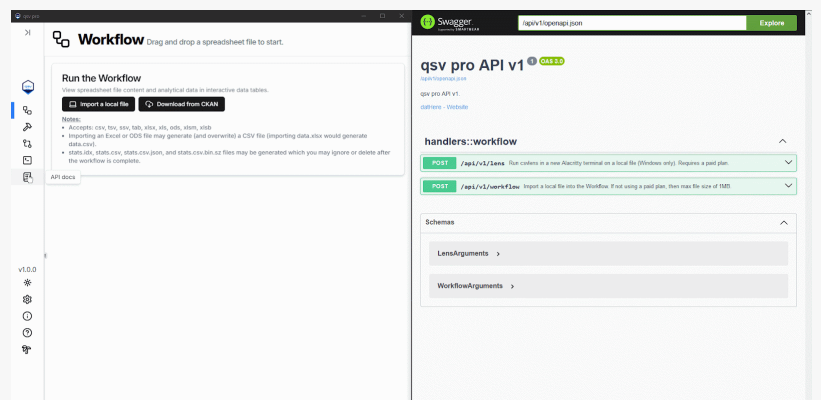 qsv pro
Workflow Drag and drop a spreadsheet file to start.
Run the Workflow
View spreadsheet file content and analytical data in interactive data tables.
Import a local file
Download from CKAN
Notes:
Accepts: csv, tsv, ssv, tab, xlsx, xls, ods, xlsm, xlsb
Importing an Excel or ODS file may generate (and overwrite) a CSV file (importing data.xlsx would generate
data.csv).
stats.idx, stats.csv, stats.csv.json, and stats.csv.bin.sz files may be generated which you may ignore or delete after
the workflow is complete.
API docs
v1.0.0
Swagger.
Supported by SMARTBEAR
/api/v1/openapi.json
Explore
qsv pro API v1 1 OAS 3.0
/api/v1/openapi.json
qsv pro API v1.
datHere - Website
handlers::workflow
POST /api/v1/lens Run csvlens in a new Alacritty terminal on a local file (Windows only). Requires a paid plan.
POST /api/v1/workflow Import a local file into the Workflow. If not using a paid plan, then max file size of 1MB.
Schemas
LensArguments
WorkflowArguments